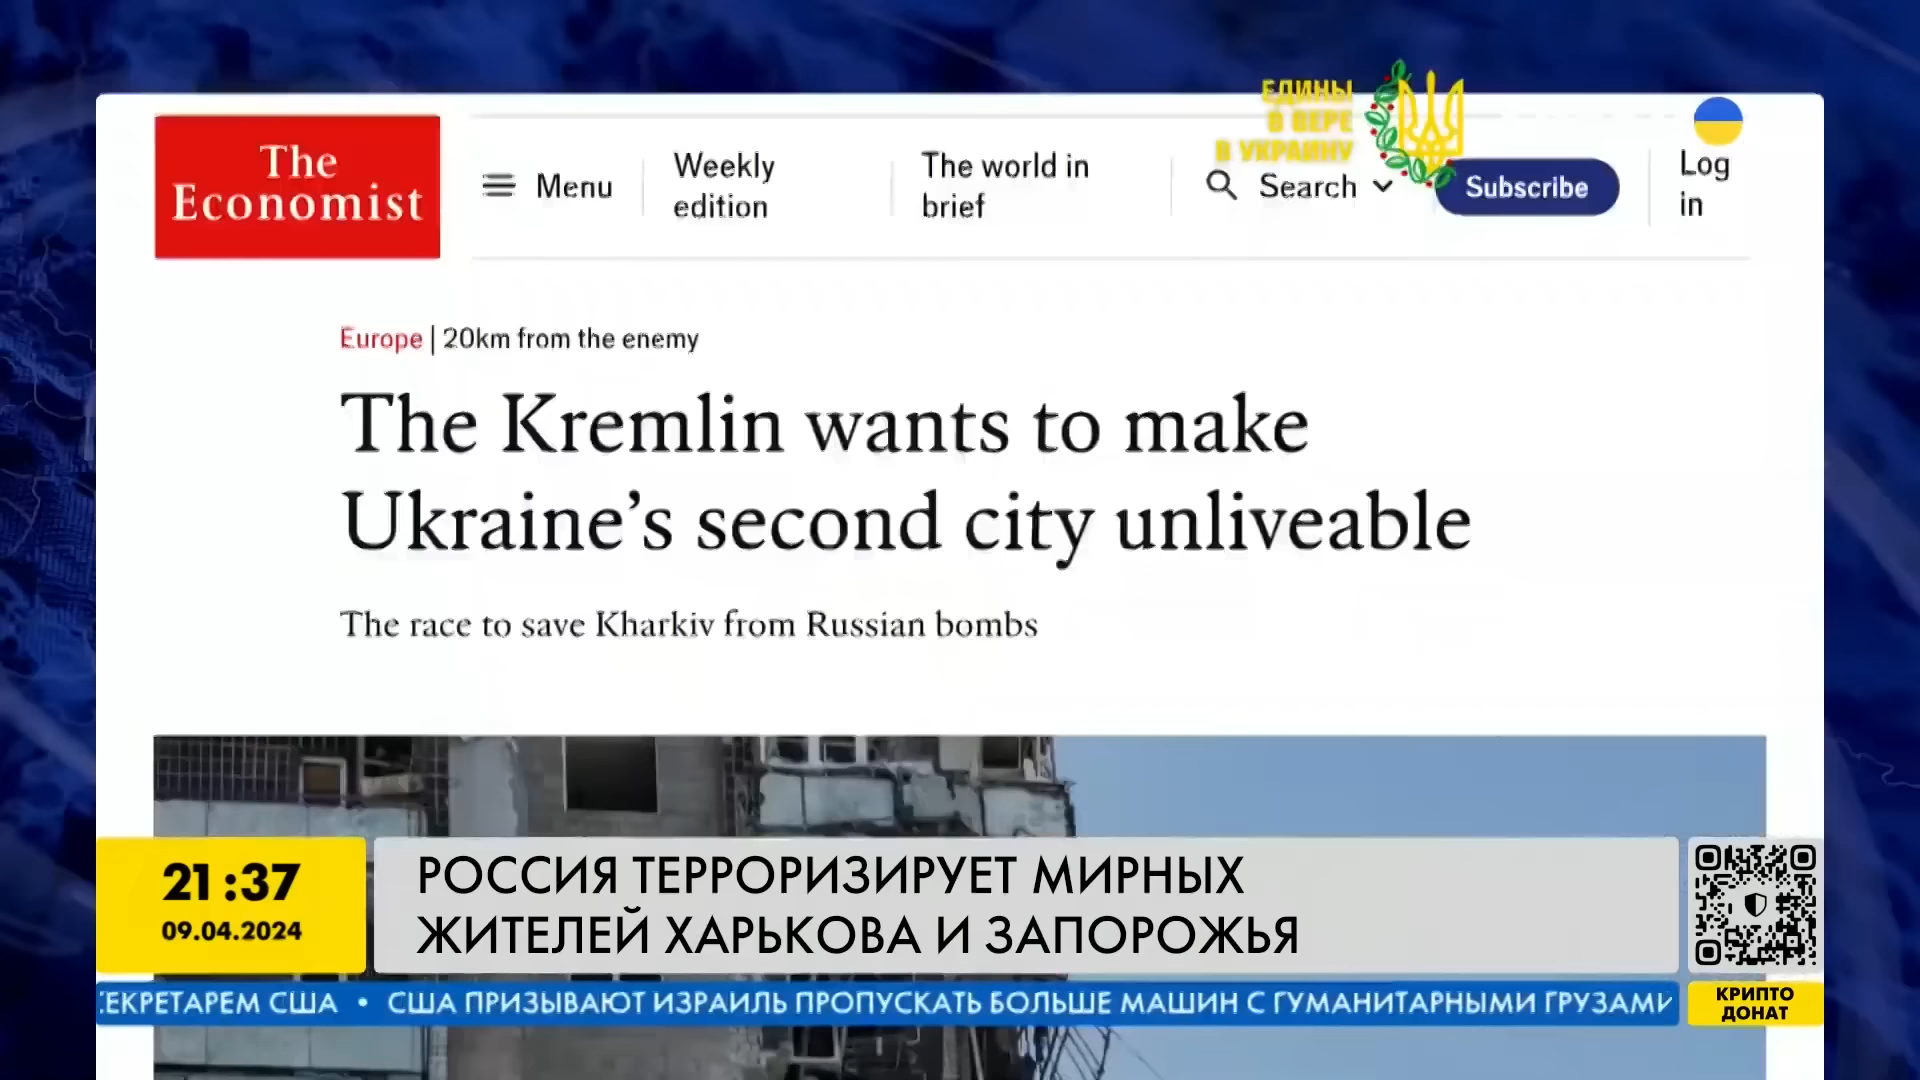 ЕДИНЫ
В ВЕРЕ
В УКРАИНУ
The
Economist
Menu
Weekly
edition
The world in
brief
Search
Subscribe
Log
in
Europe | 20km from the enemy
The Kremlin wants to make
Ukraine’s second city unliveable
The race to save Kharkiv from Russian bombs
21:37
09.04.2024
РОССИЯ ТЕРРОРИЗИРУЕТ МИРНЫХ
ЖИТЕЛЕЙ ХАРЬКОВА И ЗАПОРОЖЬЯ
ЕКРЕТАРЕМ США • США ПРИЗЫВАЮТ ИЗРАИЛЬ ПРОПУСКАТЬ БОЛЬШЕ МАШИН С ГУМАНИТАРНЫМИ ГРУЗАМИ
КРИПТО
ДОНАТ